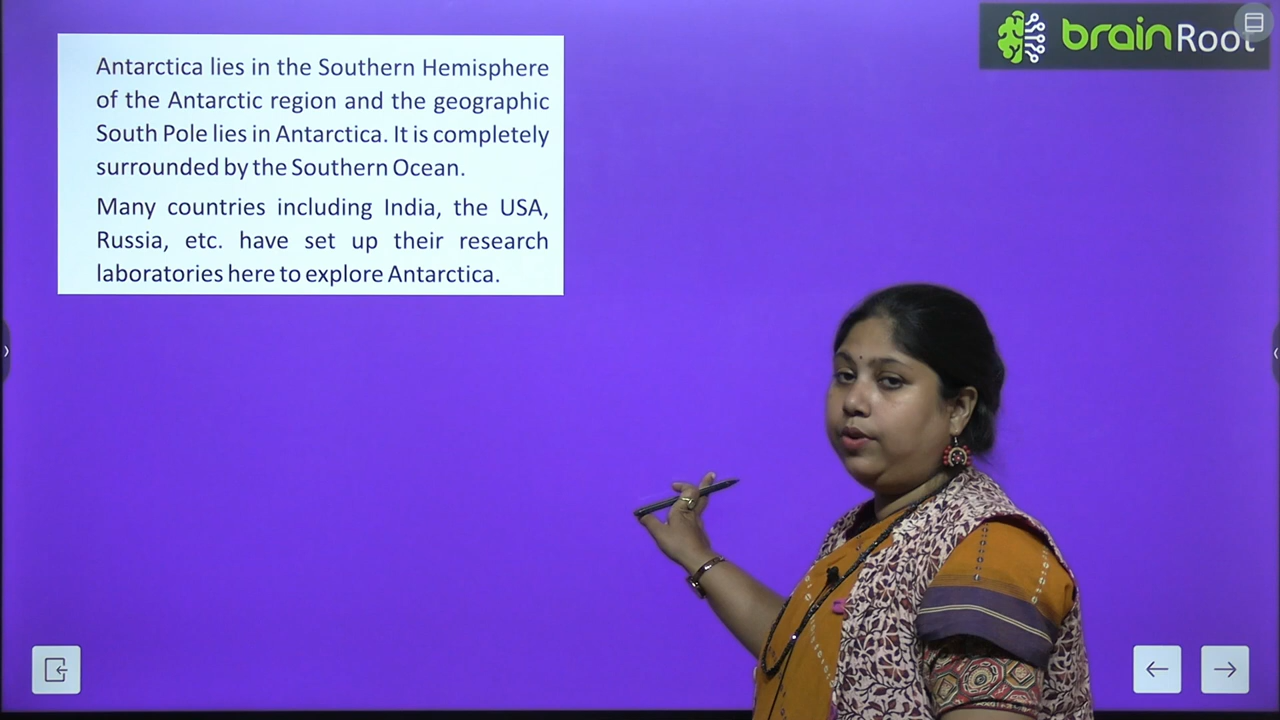 brainRoot
Antarctica lies in the Southern Hemisphere
of the Antarctic region and the geographic
South Pole lies in Antarctica. It is completely
surrounded by the Southern Ocean.
Many countries including India, the USA,
Russia, etc. have set up their research
laboratories here to explore Antarctica.